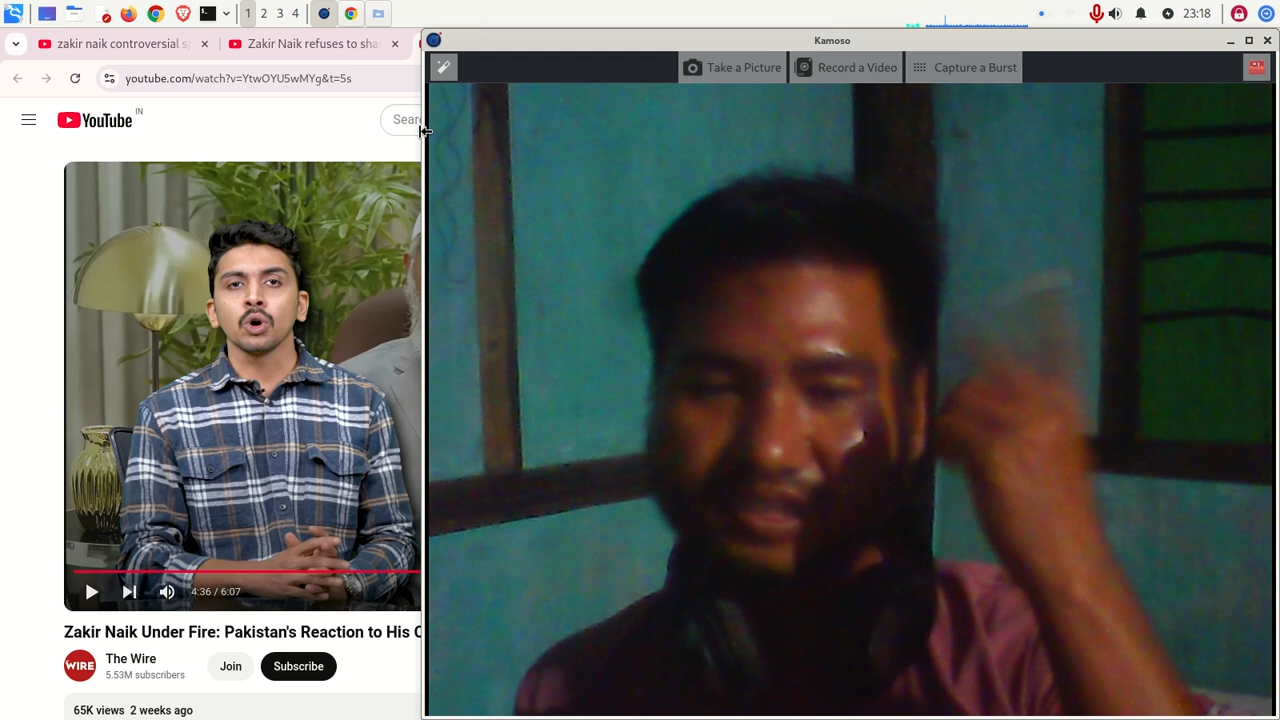 1 2 3 4
23:18
zakir naik controversial s
Zakir Naik refuses to sha
Kamoso
youtube.com/watch?v=YtwOYU5wMYg&t=5s
Take a Picture
Record a Video
Capture a Burst
YouTube IN
Sear
4:36 / 6:07
Zakir Naik Under Fire: Pakistan's Reaction to His C
WIRE
The Wire
5.53M subscribers
Join
Subscribe
65K views 2 weeks ago